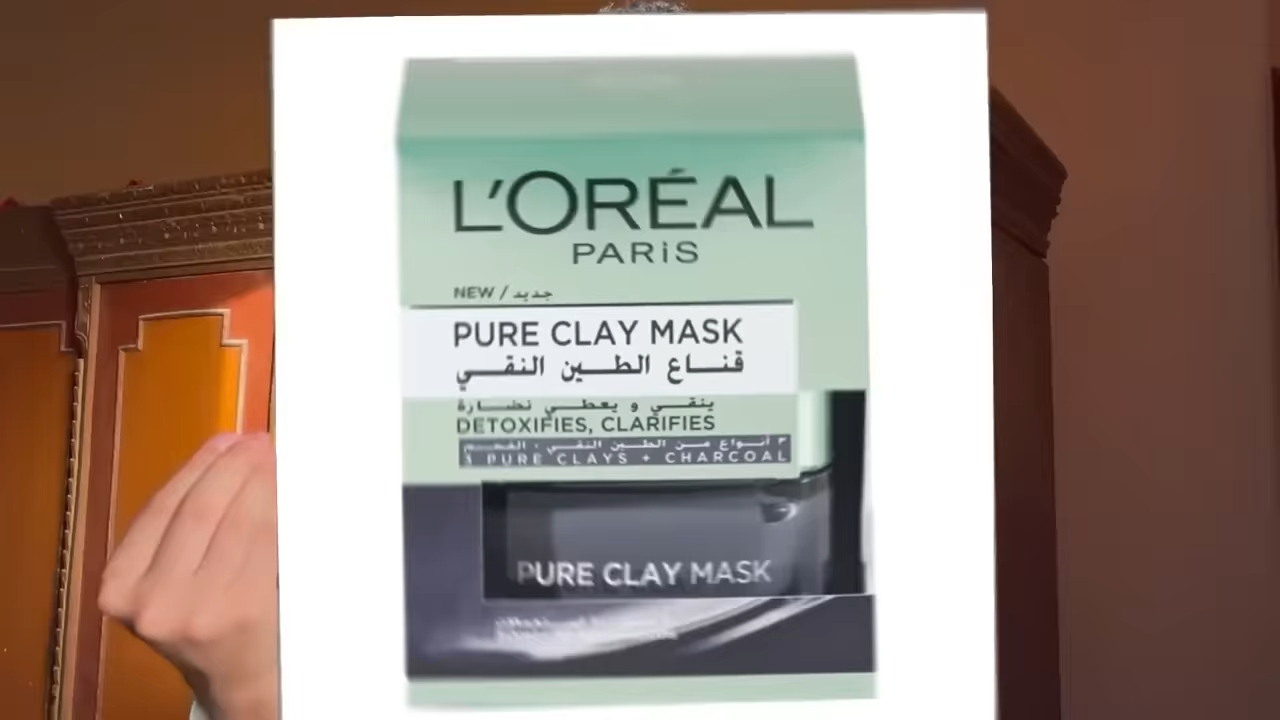 L'ORÉAL
PARiS
NEW / جديد
PURE CLAY MASK
قناع الطين النقي
ينقي و يعطي نضارة
DETOXIFIES, CLARIFIES
٣ أنواع من الطين النقي + الفحم
3 PURE CLAYS + CHARCOAL
PURE CLAY MASK